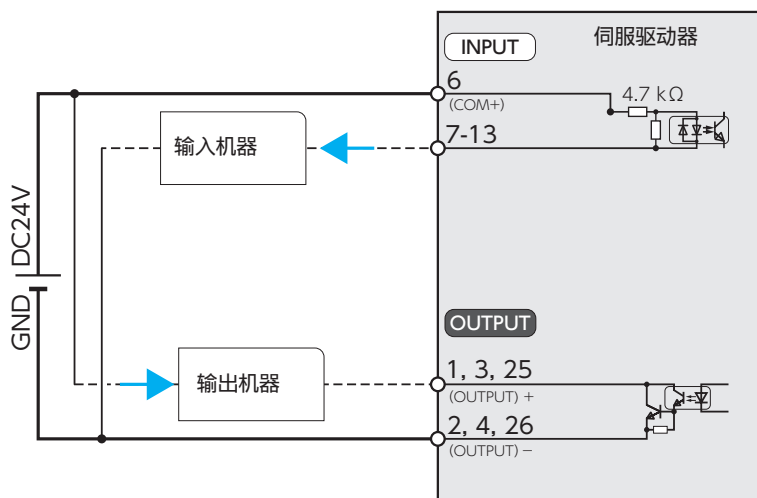 伺服驱动器
INPUT
6
(COM+)
4.7 kΩ
7-13
输入机器
DC24V
GND
OUTPUT
输出机器
1, 3, 25
(OUTPUT) +
2, 4, 26
(OUTPUT) −